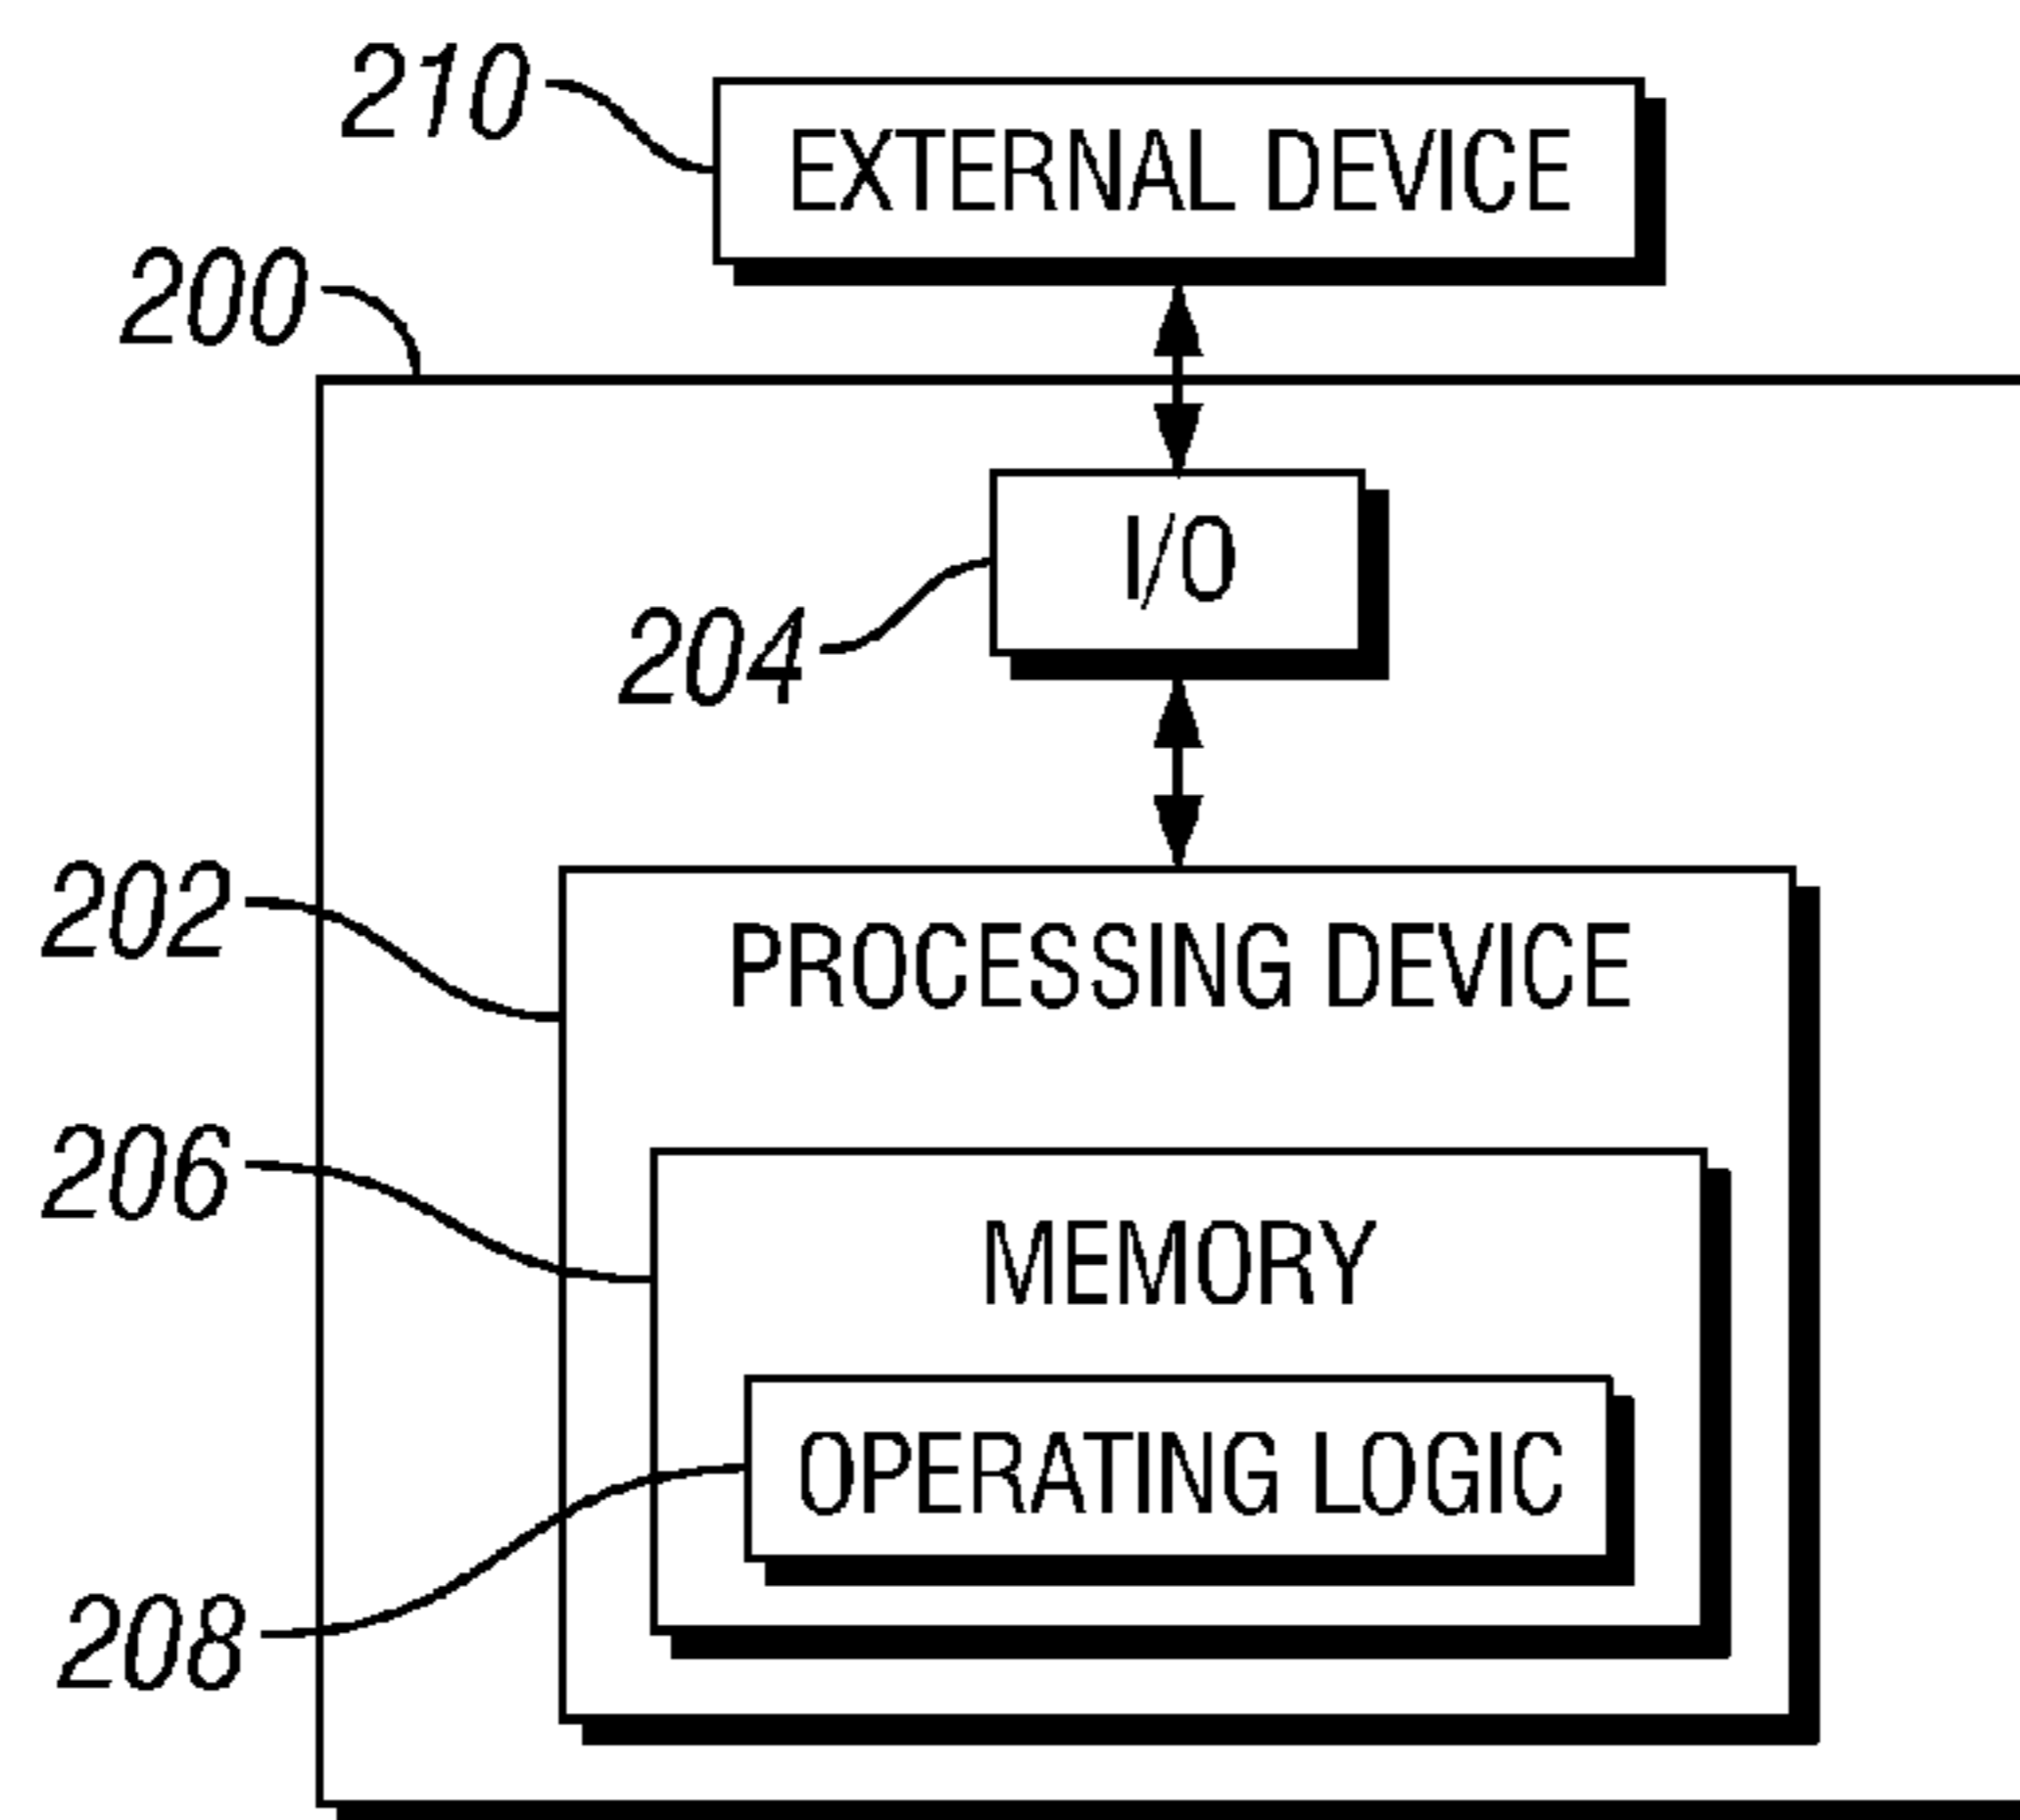 210
EXTERNAL DEVICE
200
I/O
204
202
PROCESSING DEVICE
206
MEMORY
OPERATING LOGIC
208